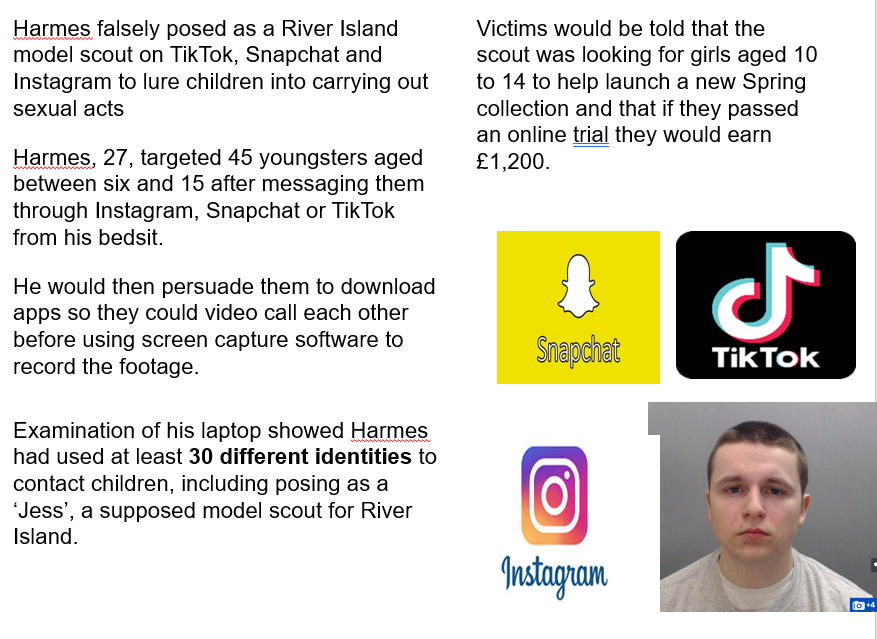 Harmes falsely posed as a River Island
model scout on TikTok, Snapchat and
Instagram to lure children into carrying out
sexual acts
Harmes, 27, targeted 45 youngsters aged
between six and 15 after messaging them
through Instagram, Snapchat or TikTok
from his bedsit.
He would then persuade them to download
apps so they could video call each other
before using screen capture software to
record the footage.
Examination of his laptop showed Harmes
had used at least 30 different identities to
contact children, including posing as a
‘Jess’, a supposed model scout for River
Island.
Victims would be told that the
scout was looking for girls aged 10
to 14 to help launch a new Spring
collection and that if they passed
an online trial they would earn
£1,200.
Snapchat
TikTok
Instagram
+4